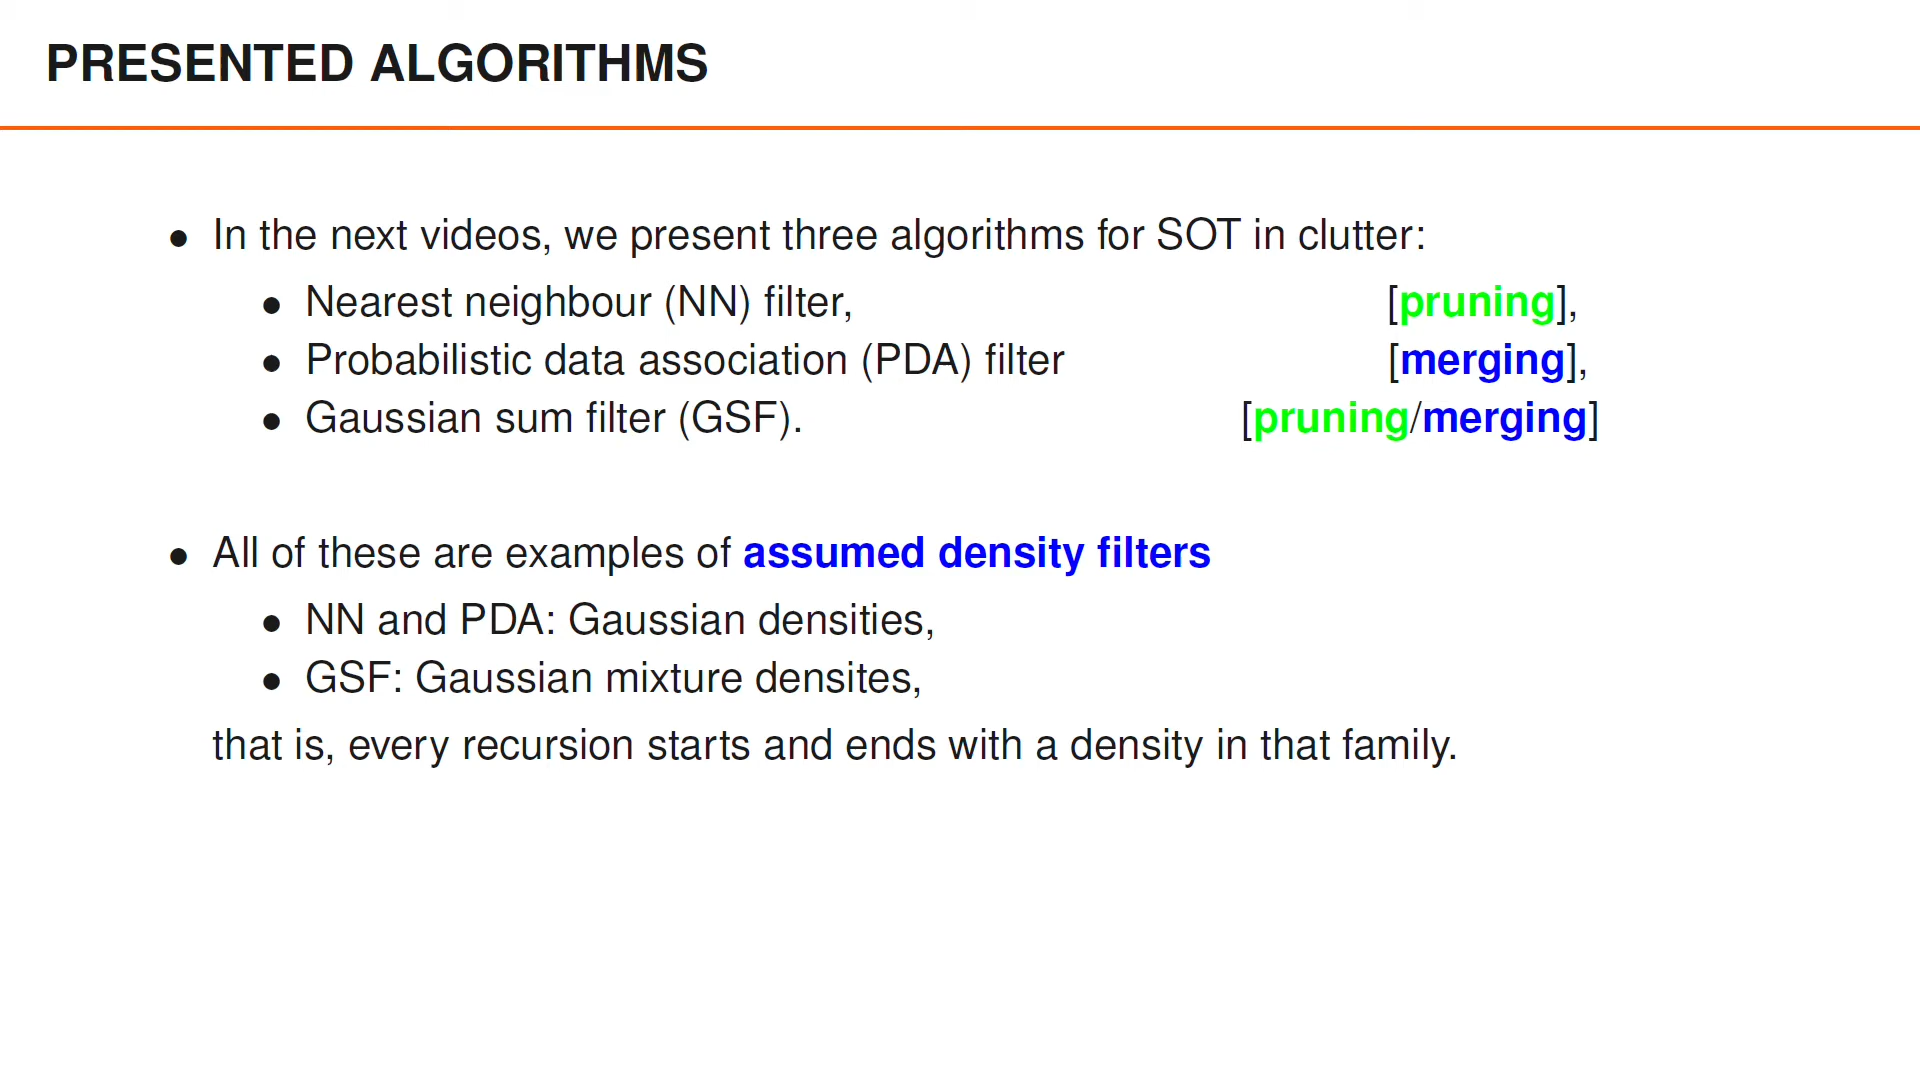 PRESENTED ALGORITHMS
• In the next videos, we present three algorithms for SOT in clutter:
• Nearest neighbour (NN) filter, [pruning],
• Probabilistic data association (PDA) filter [merging],
• Gaussian sum filter (GSF). [pruning/merging]
• All of these are examples of assumed density filters
• NN and PDA: Gaussian densities,
• GSF: Gaussian mixture densites,
that is, every recursion starts and ends with a density in that family.